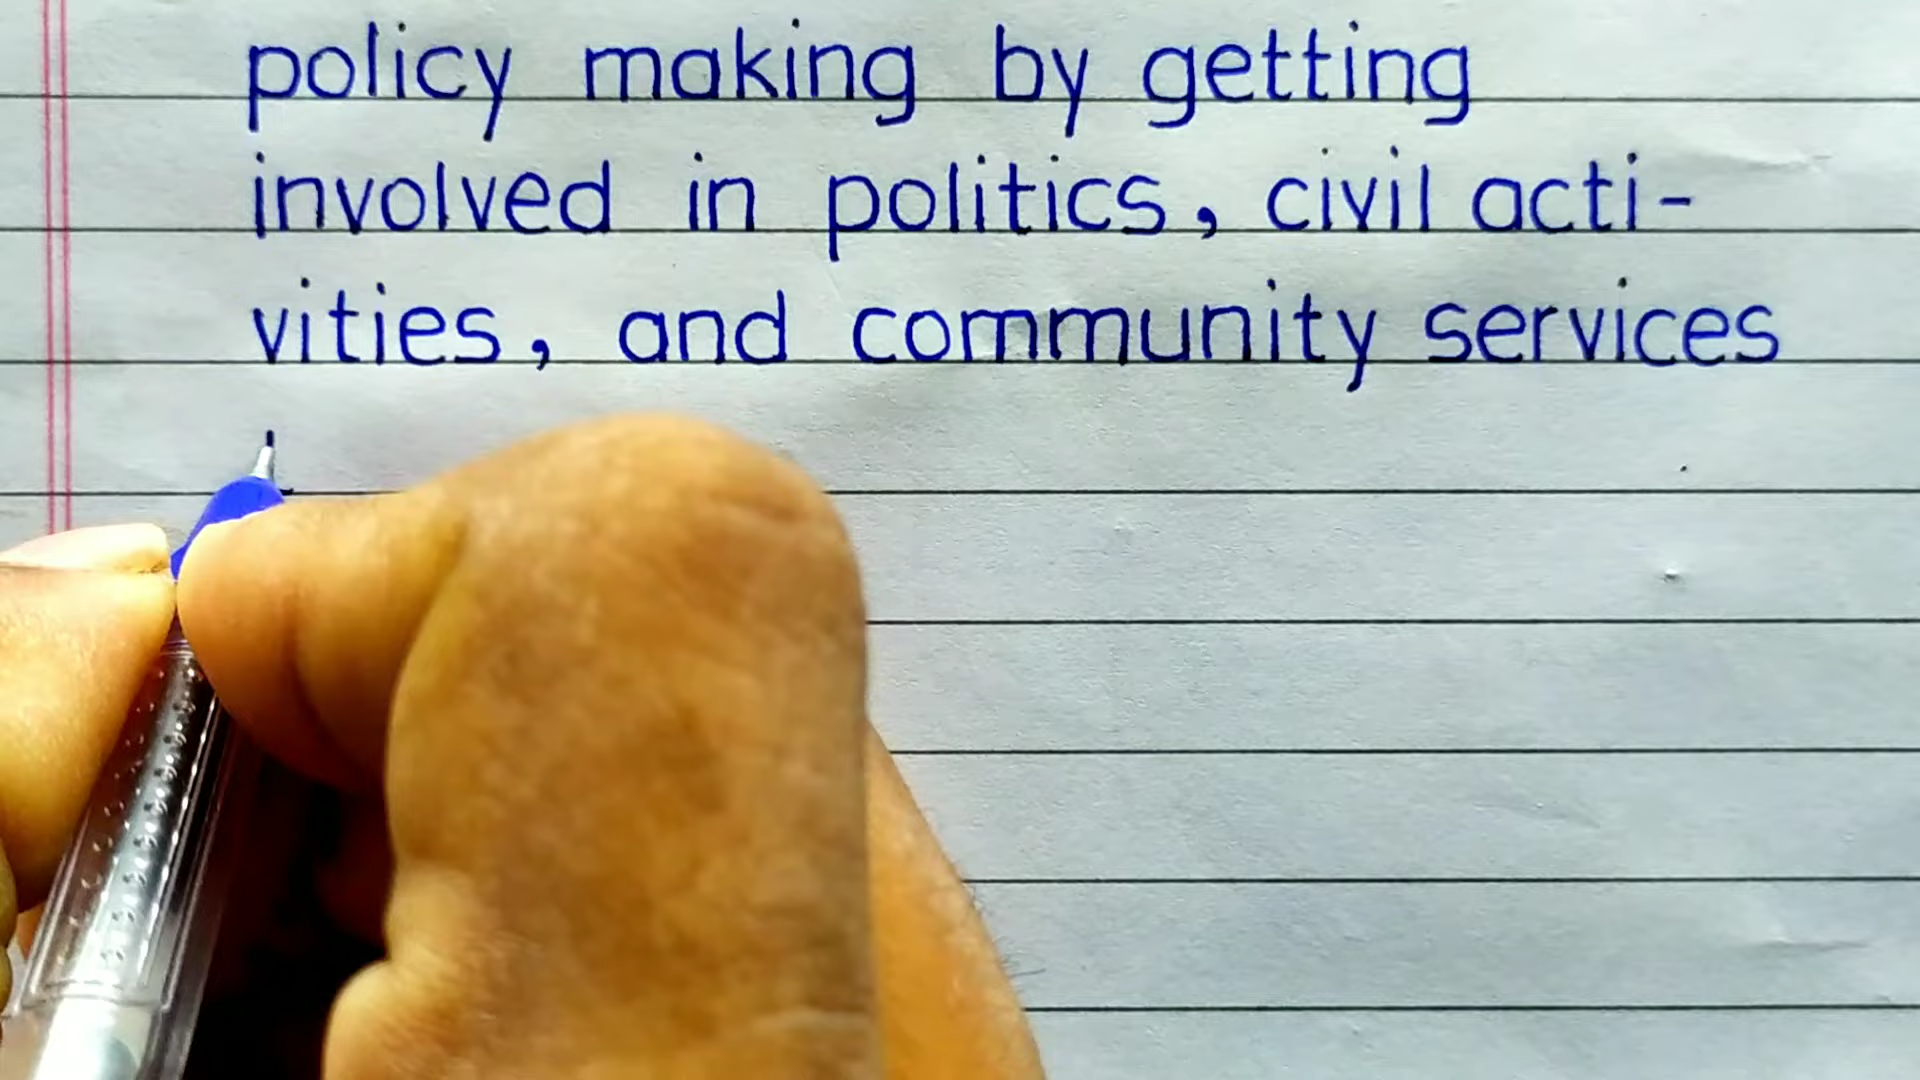 policy making by getting
involved in politics, civil acti-
vities, and community services